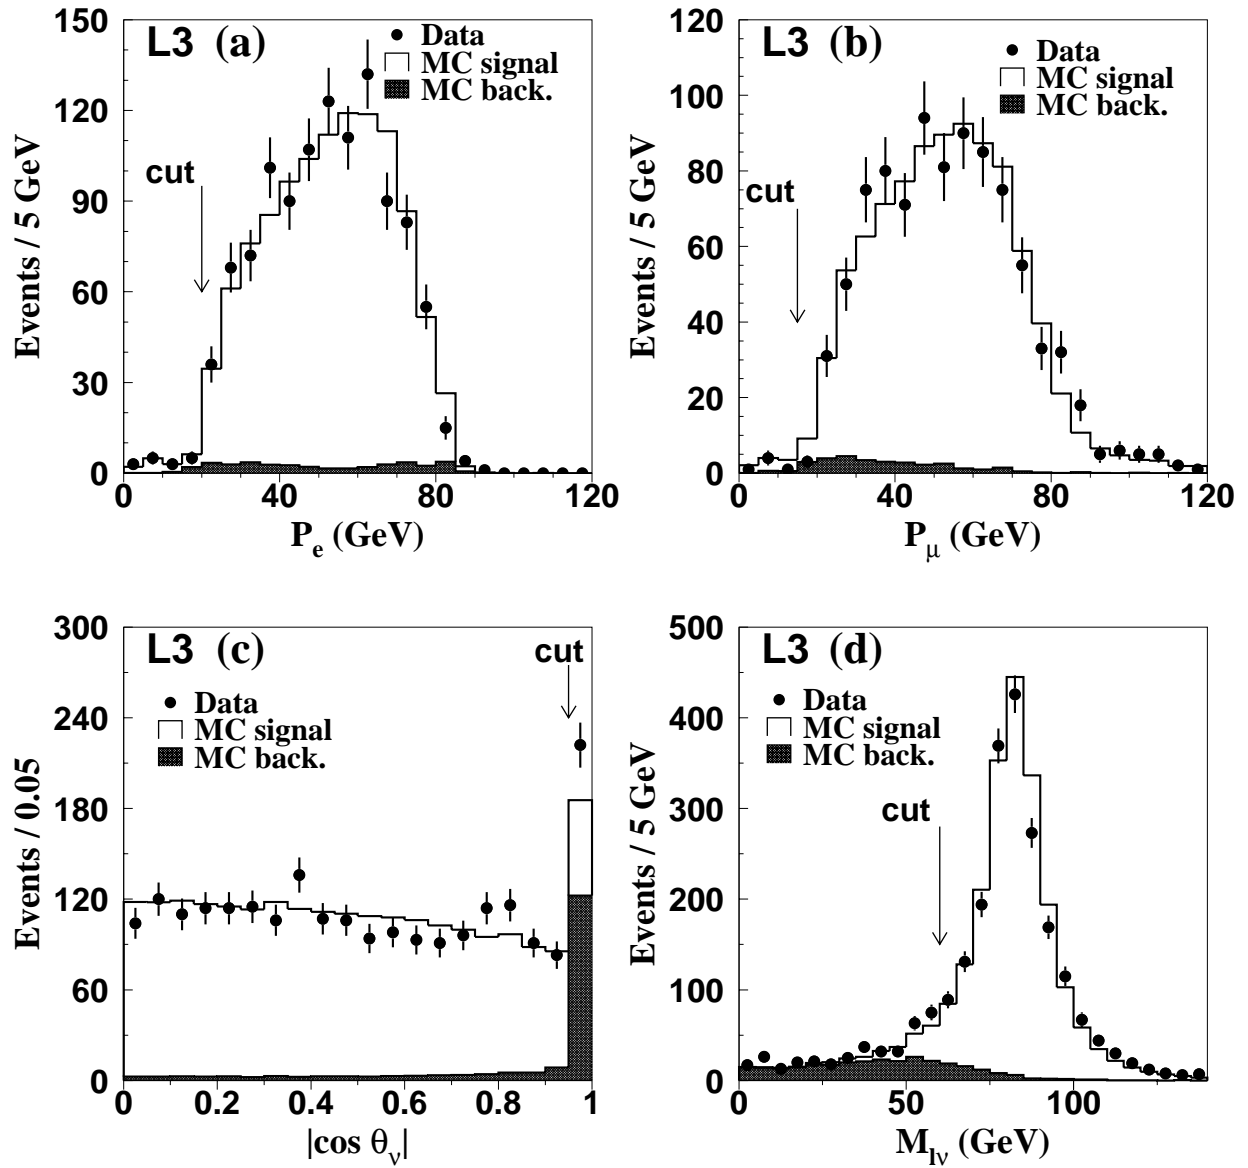 L3 (a)
Data
MC signal
MC back.
cut
Events / 5 GeV
150
120
90
60
30
0
0 40 80 120
P_e (GeV)
L3 (b)
Data
MC signal
MC back.
cut
Events / 5 GeV
120
100
80
60
40
20
0
0 40 80 120
P_μ (GeV)
L3 (c)
cut
Data
MC signal
MC back.
Events / 0.05
300
240
180
120
60
0
0 0.2 0.4 0.6 0.8 1
|cos θ_ν|
L3 (d)
Data
MC signal
MC back.
cut
Events / 5 GeV
500
400
300
200
100
0
0 50 100
M_lν (GeV)